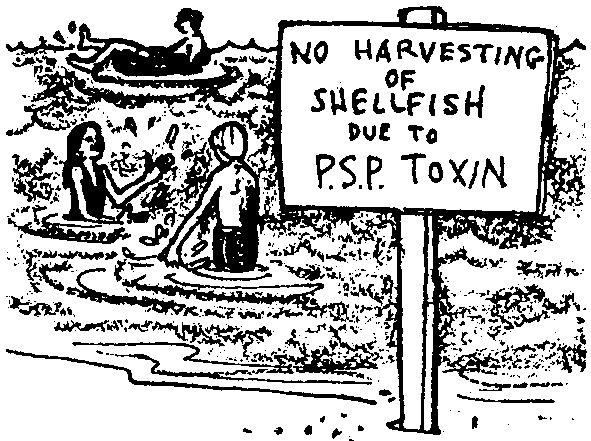 NO HARVESTING
OF
SHELLFISH
DUE TO
P.S.P. TOXIN